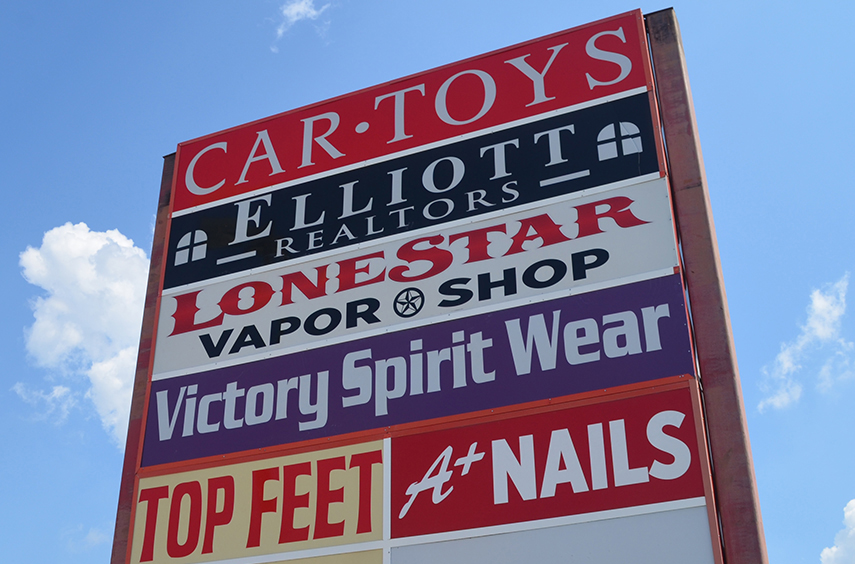 CAR·TOYS
ELLIOTT
REALTORS
LONESTAR
VAPOR SHOP
Victory Spirit Wear
TOP FEET
A+ NAILS